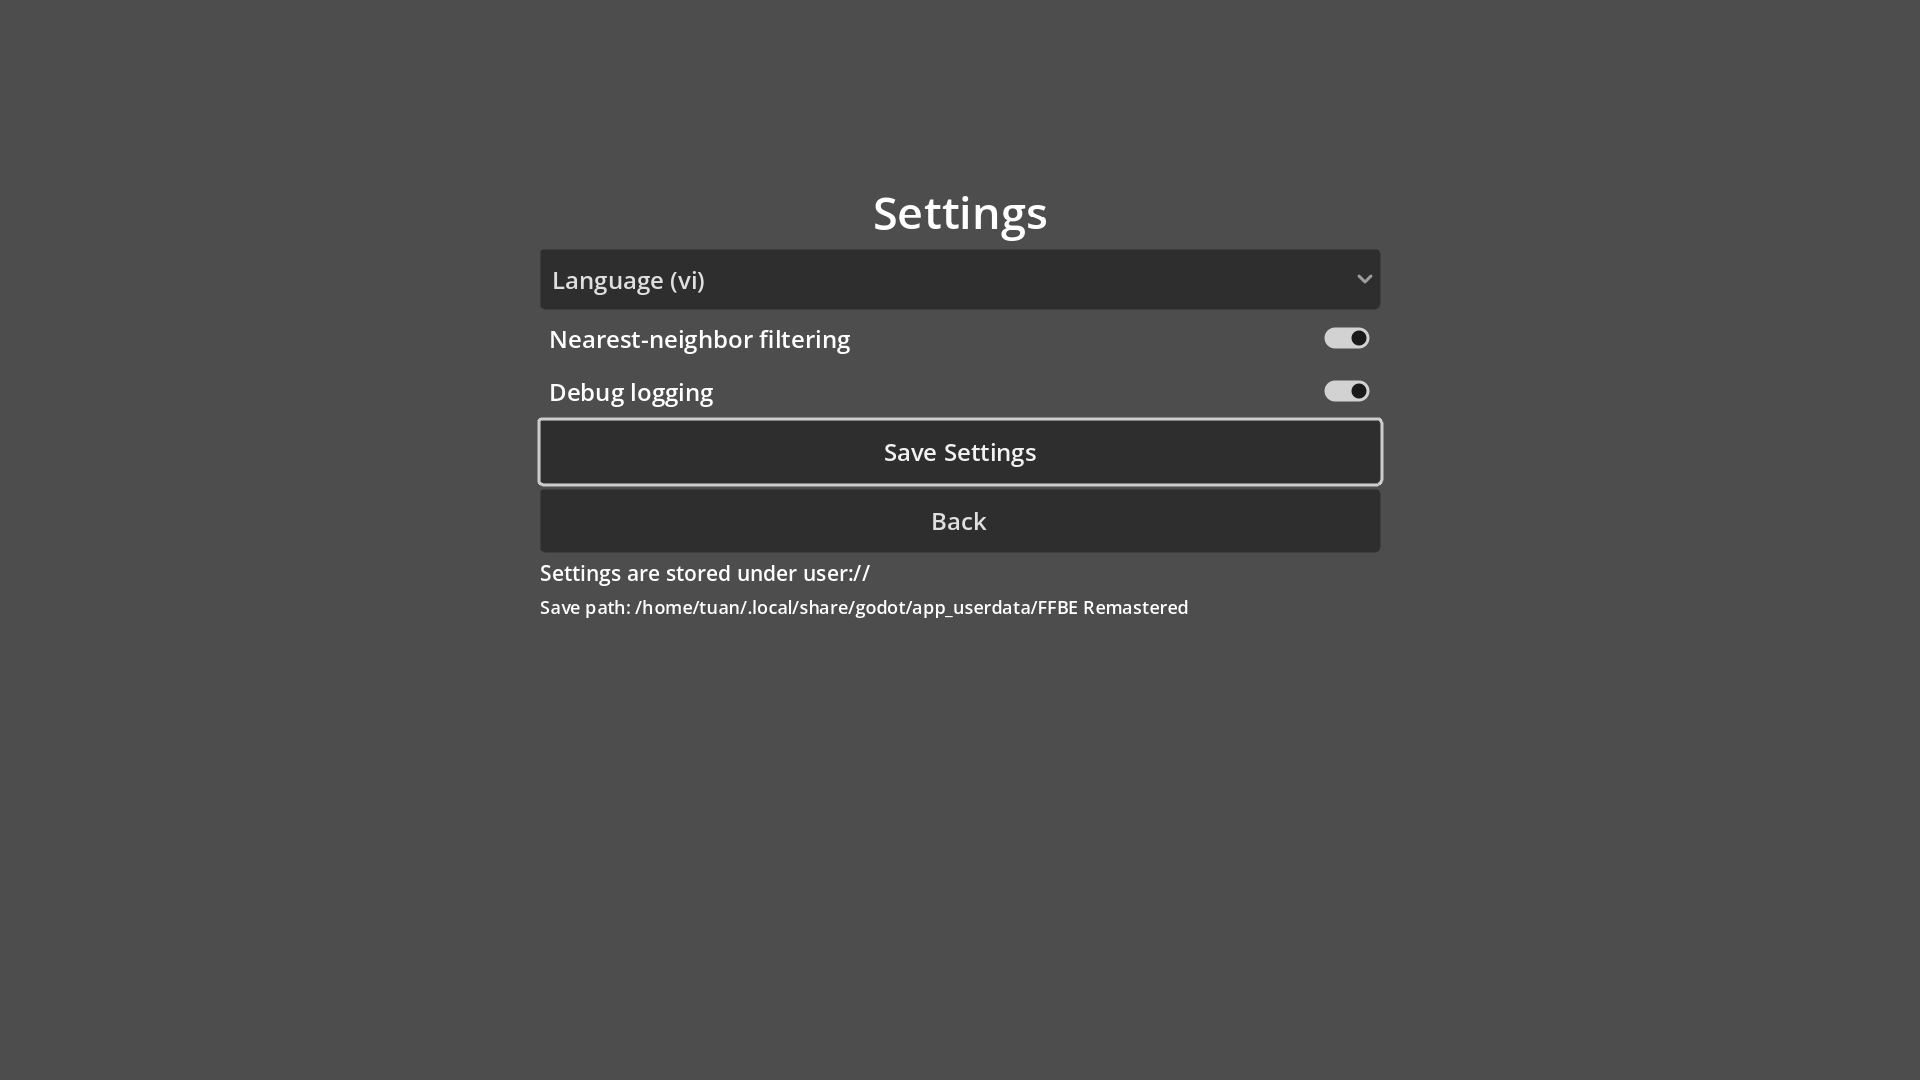 Settings
Language (vi)
Nearest-neighbor filtering
Debug logging
Save Settings
Back
Settings are stored under user://
Save path: /home/tuan/.local/share/godot/app_userdata/FFBE Remastered